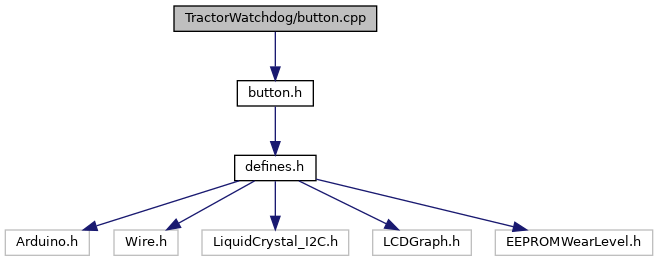 TractorWatchdog/button.cpp
button.h
defines.h
Arduino.h
Wire.h
LiquidCrystal_I2C.h
LCDGraph.h
EEPROMWearLevel.h